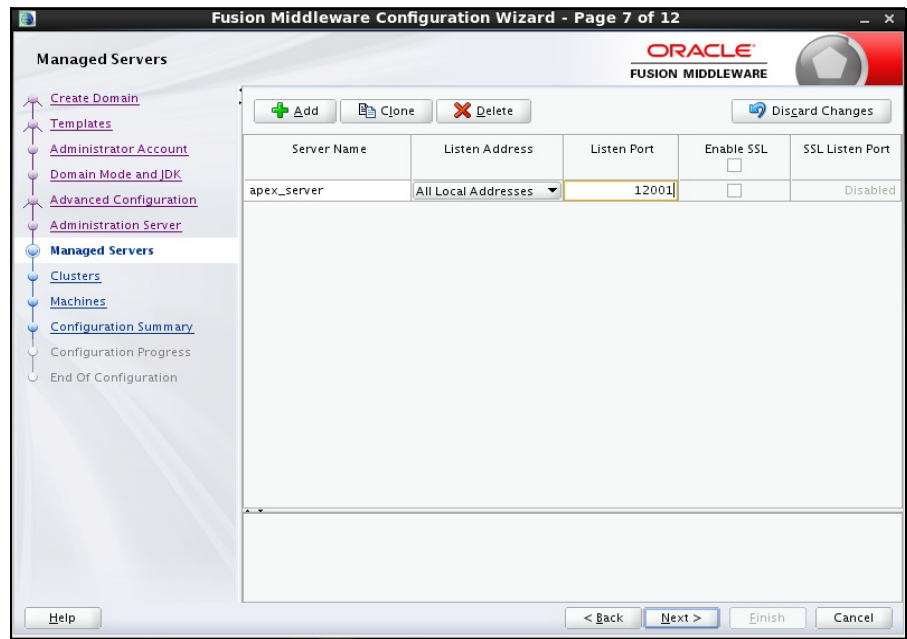 Fusion Middleware Configuration Wizard - Page 7 of 12
Managed Servers
ORACLE
FUSION MIDDLEWARE
Create Domain
Templates
Administrator Account
Domain Mode and JDK
Advanced Configuration
Administration Server
Managed Servers
Clusters
Machines
Configuration Summary
Configuration Progress
End Of Configuration
Add Clone Delete Discard Changes
Server Name Listen Address Listen Port Enable SSL SSL Listen Port
apex_server All Local Addresses 12001 Disabled
Help < Back Next > Finish Cancel